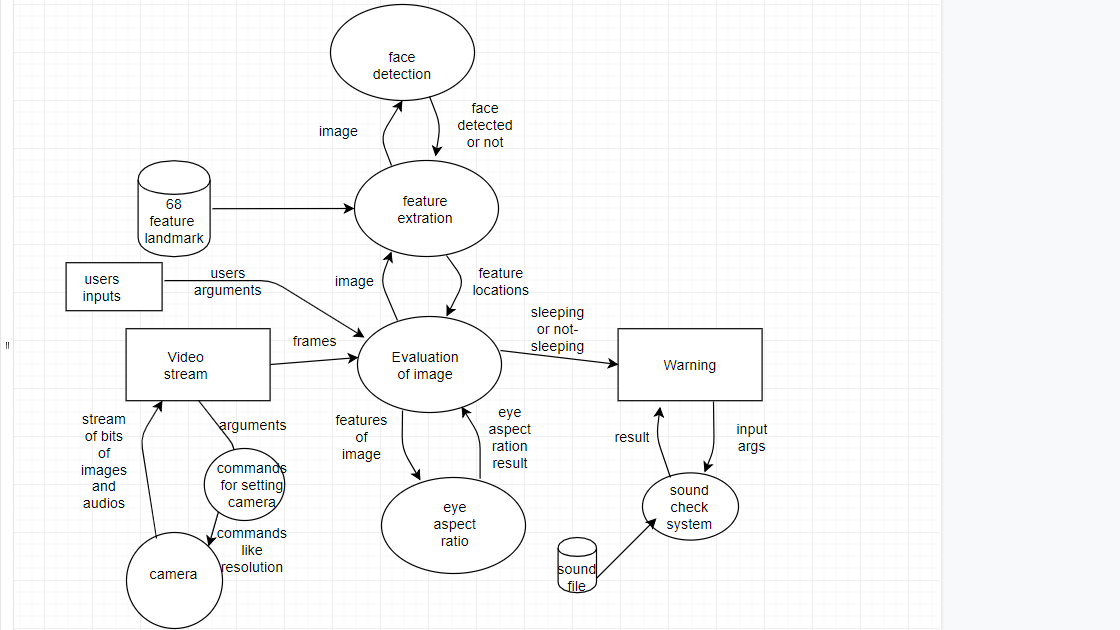 face
detection
image
face
detected
or not
68
feature
landmark
feature
extration
users
inputs
users
arguments
image
feature
locations
sleeping
or not-
sleeping
Video
stream
frames
Evaluation
of image
Warning
stream
of bits
of
images
and
audios
arguments
features
of
image
eye
aspect
ration
result
result
input
args
commands
for setting
camera
eye
aspect
ratio
sound
check
system
commands
like
resolution
camera
sound
file
"